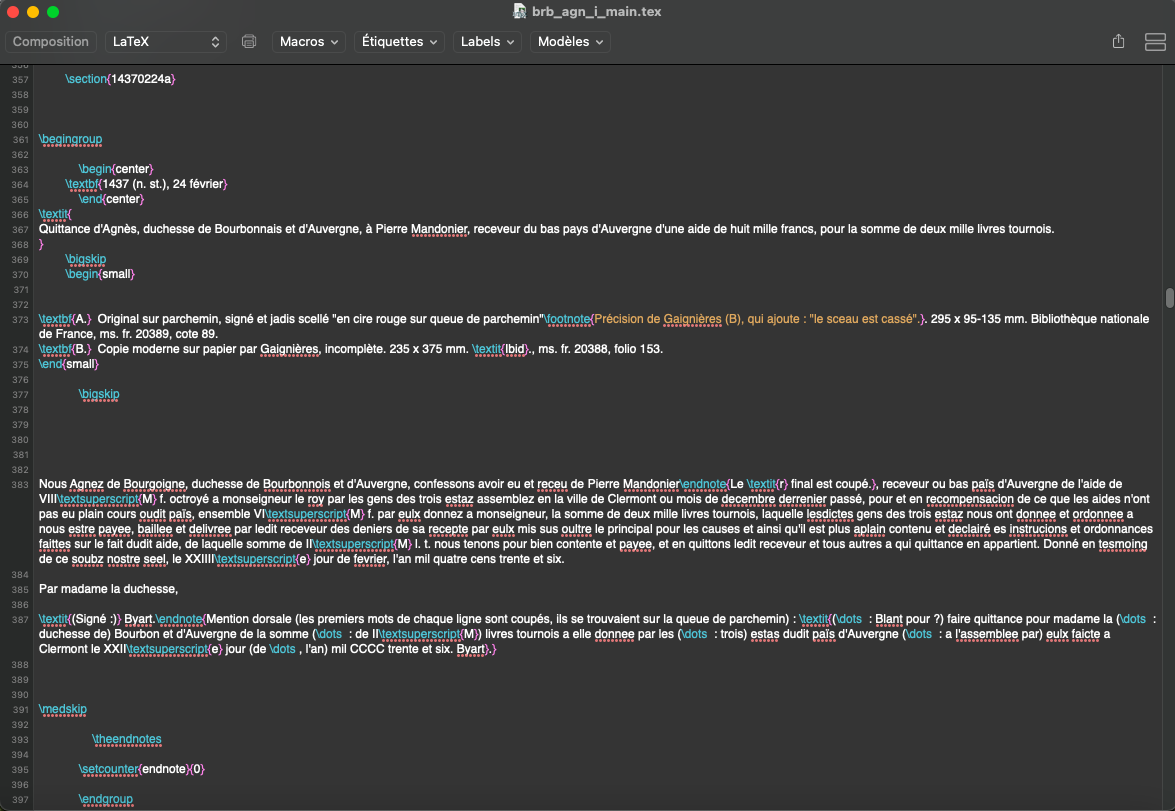 brb_agn_i_main.tex
Composition LaTeX Macros Étiquettes Labels Modèles
356
357 \section{14370224a}
358
359
360
361 \begingroup
362
363 \begin{center}
364 \textbf{1437 (n. st.), 24 février}
365 \end{center}
366 \textit{
367 Quittance d'Agnès, duchesse de Bourbonnais et d'Auvergne, à Pierre Mandonier, receveur du bas pays d'Auvergne d'une aide de huit mille francs, pour la somme de deux mille livres tournois.
368 }
369 \bigskip
370 \begin{small}
371
372
373 \textbf{A.} Original sur parchemin, signé et jadis scellé "en cire rouge sur queue de parchemin"\footnote{Précision de Gaignières (B), qui ajoute : "le sceau est cassé".}. 295 x 95-135 mm. Bibliothèque nationale
de France, ms. fr. 20389, cote 89.
374 \textbf{B.} Copie moderne sur papier par Gaignières, incomplète. 235 x 375 mm. \textit{Ibid}., ms. fr. 20388, folio 153.
375 \end{small}
376
377 \bigskip
378
379
380
381
382
383 Nous Agnez de Bourgoigne, duchesse de Bourbonnois et d'Auvergne, confessons avoir eu et receu de Pierre Mandonier\endnote{Le \textit{r} final est coupé.}, receveur ou bas païs d'Auvergne de l'aide de
VIII\textsuperscript{M} f. octroyé a monseigneur le roy par les gens des trois estaz assemblez en la ville de Clermont ou mois de decembre derrenier passé, pour et en recompensacion de ce que les aides n'ont
pas eu plain cours oudit païs, ensemble VI\textsuperscript{M} f. par eulx donnez a monseigneur, la somme de deux mille livres tournois, laquelle lesdictes gens des trois estaz nous ont donnee et ordonnee a
nous estre payee, baillee et delivree par ledit receveur des deniers de sa recepte par eulx mis sus oultre le principal pour les causes et ainsi qu'il est plus aplain contenu et declairé es instrucions et ordonnances
faittes sur le fait dudit aide, de laquelle somme de II\textsuperscript{M} l. t. nous tenons pour bien contente et payee, et en quittons ledit receveur et tous autres a qui quittance en appartient. Donné en tesmoing
de ce soubz nostre seel, le XXIIII\textsuperscript{e} jour de fevrier, l'an mil quatre cens trente et six.
384
385 Par madame la duchesse,
386
387 \textit{(Signé :)} Byart.\endnote{Mention dorsale (les premiers mots de chaque ligne sont coupés, ils se trouvaient sur la queue de parchemin) : \textit{(\dots : Blant pour ?) faire quittance pour madame la (\dots :
duchesse de) Bourbon et d'Auvergne de la somme (\dots : de II\textsuperscript{M}) livres tournois a elle donnee par les (\dots : trois) estas dudit païs d'Auvergne (\dots : a l'assemblee par) eulx faicte a
Clermont le XXII\textsuperscript{e} jour (de \dots , l'an) mil CCCC trente et six. Byart}.}
388
389
390
391 \medskip
392
393 \theendnotes
394
395 \setcounter{endnote}{0}
396
397 \endgroup